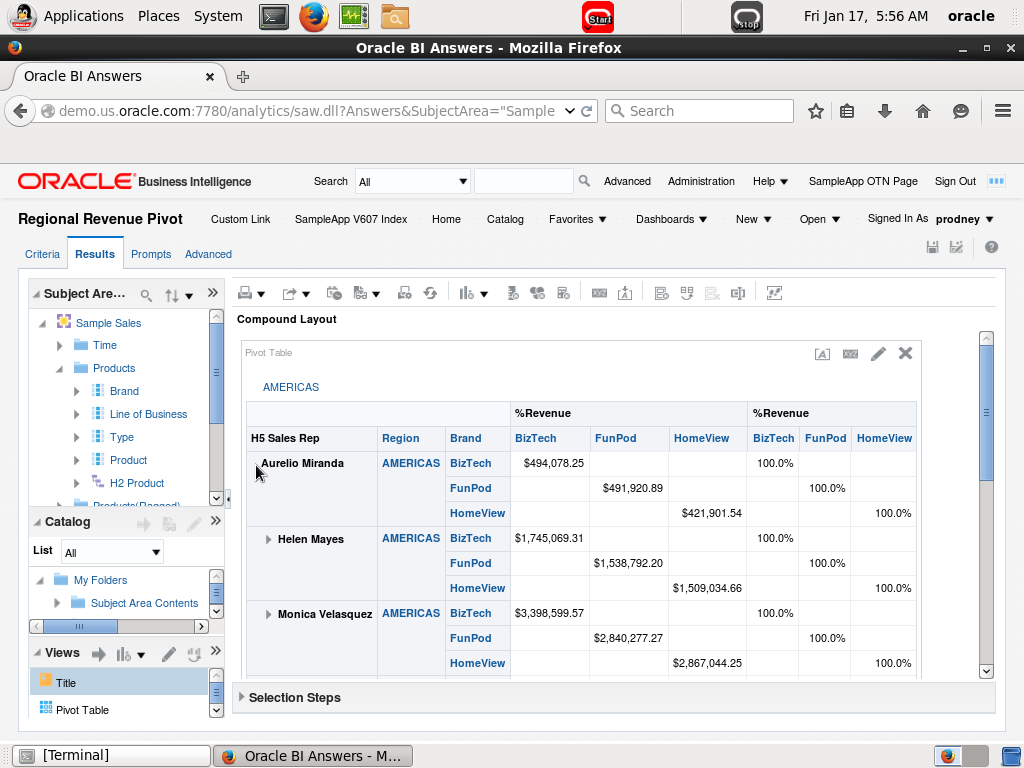 Applications Places System Start stop Fri Jan 17, 5:56 AM oracle
Oracle BI Answers - Mozilla Firefox
Oracle BI Answers
demo.us.oracle.com:7780/analytics/saw.dll?Answers&SubjectArea="Sample Search
ORACLE Business Intelligence Search All Advanced Administration Help SampleApp OTN Page Sign Out
Regional Revenue Pivot Custom Link SampleApp V607 Index Home Catalog Favorites Dashboards New Open Signed In As prodney
Criteria Results Prompts Advanced
Subject Are...
Sample Sales
Time
Products
Brand
Line of Business
Type
Product
H2 Product
Products(Ragged)
Catalog
List All
My Folders
Subject Area Contents
Views
Title
Pivot Table
Compound Layout
Pivot Table
AMERICAS
%Revenue %Revenue
H5 Sales Rep Region Brand BizTech FunPod HomeView BizTech FunPod HomeView
Aurelio Miranda AMERICAS BizTech $494,078.25 100.0%
FunPod $491,920.89 100.0%
HomeView $421,901.54 100.0%
Helen Mayes AMERICAS BizTech $1,745,069.31 100.0%
FunPod $1,538,792.20 100.0%
HomeView $1,509,034.66 100.0%
Monica Velasquez AMERICAS BizTech $3,398,599.57 100.0%
FunPod $2,840,277.27 100.0%
HomeView $2,867,044.25 100.0%
Selection Steps
[Terminal] Oracle BI Answers - M...